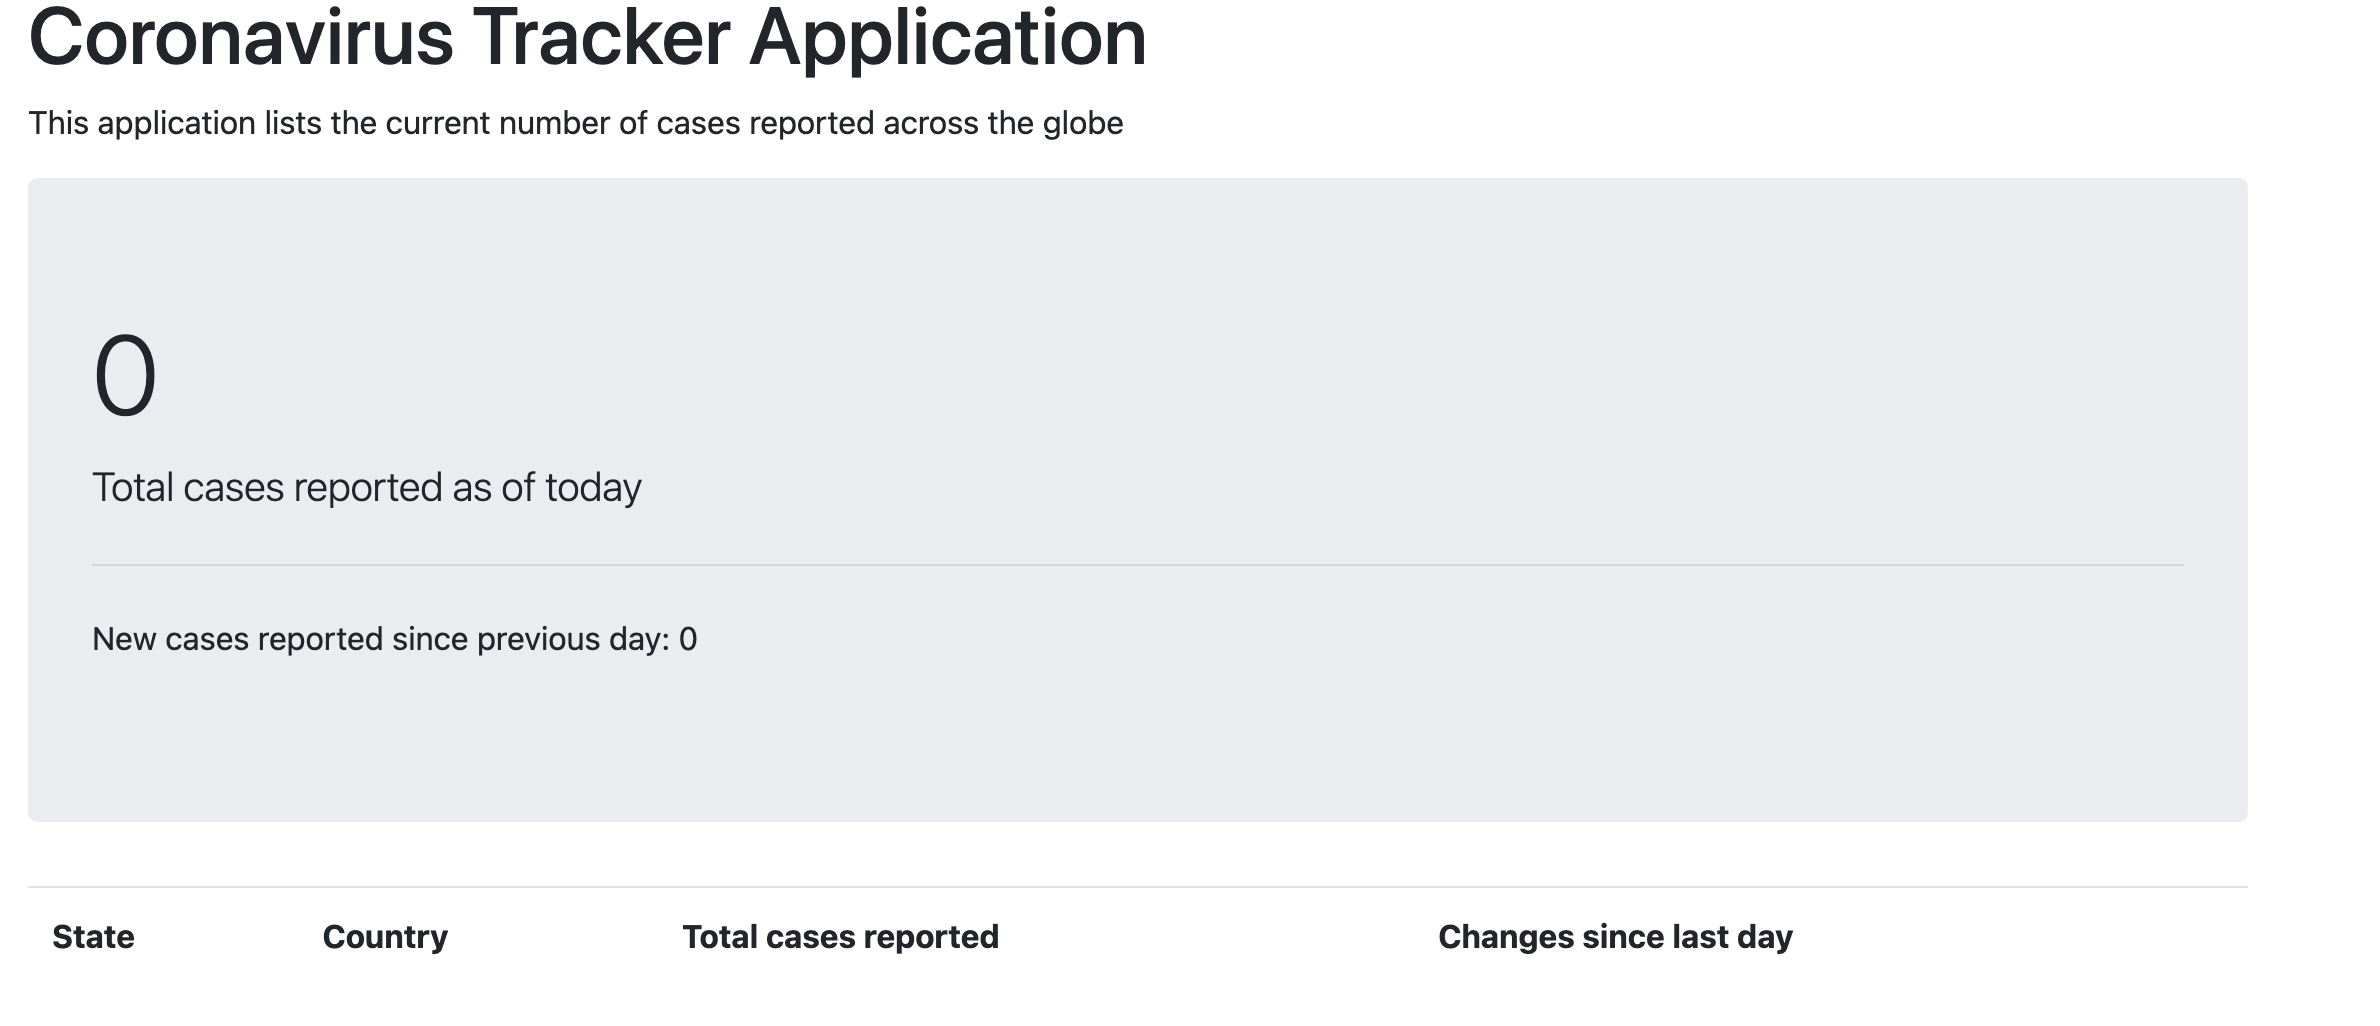 Coronavirus Tracker Application
This application lists the current number of cases reported across the globe
0
Total cases reported as of today
New cases reported since previous day: 0
State Country Total cases reported Changes since last day